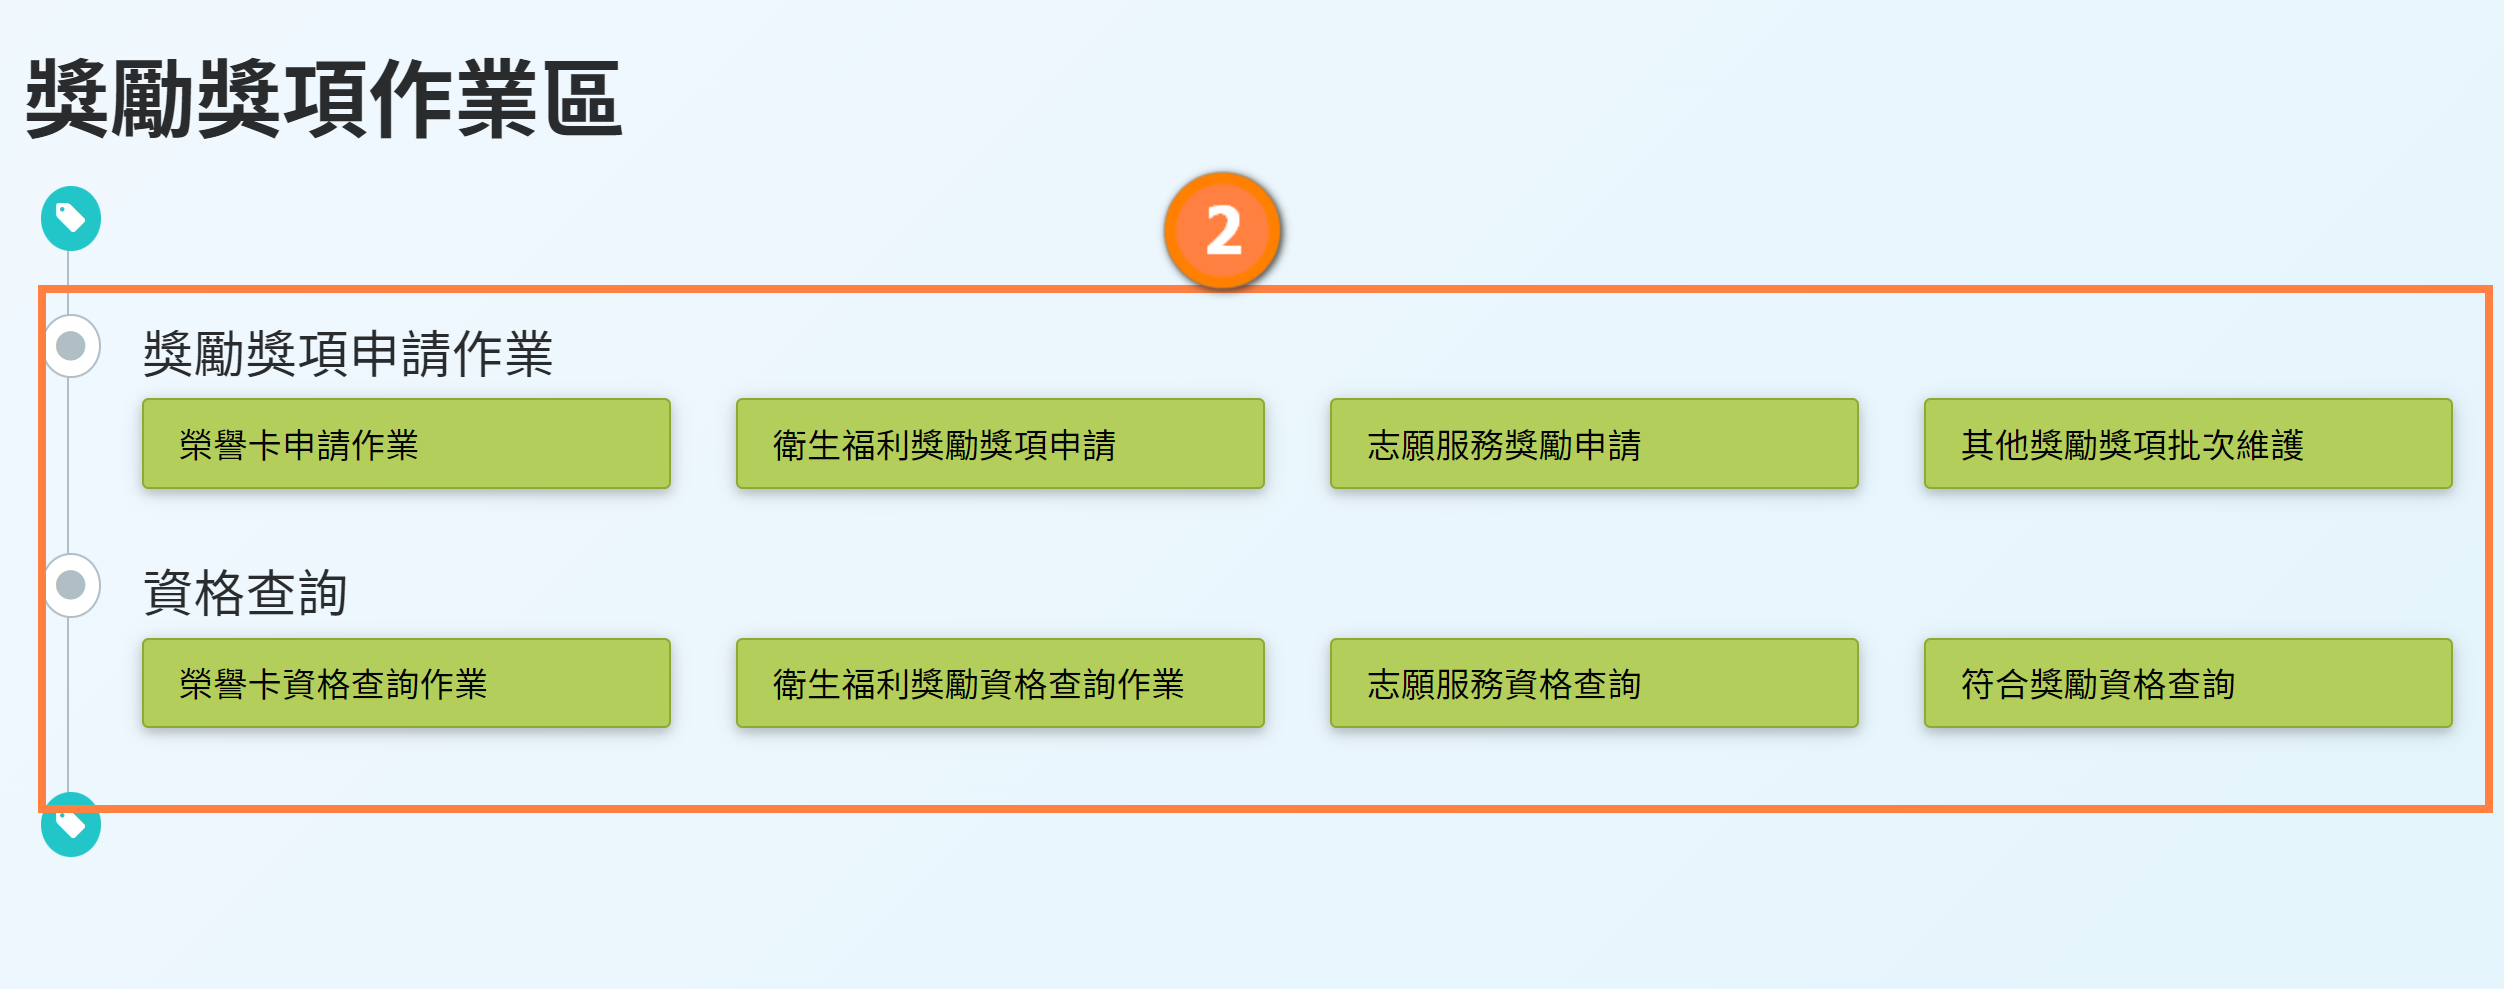 獎勵獎項作業區
2
獎勵獎項申請作業
榮譽卡申請作業
衛生福利獎勵獎項申請
志願服務獎勵申請
其他獎勵獎項批次維護
資格查詢
榮譽卡資格查詢作業
衛生福利獎勵資格查詢作業
志願服務資格查詢
符合獎勵資格查詢